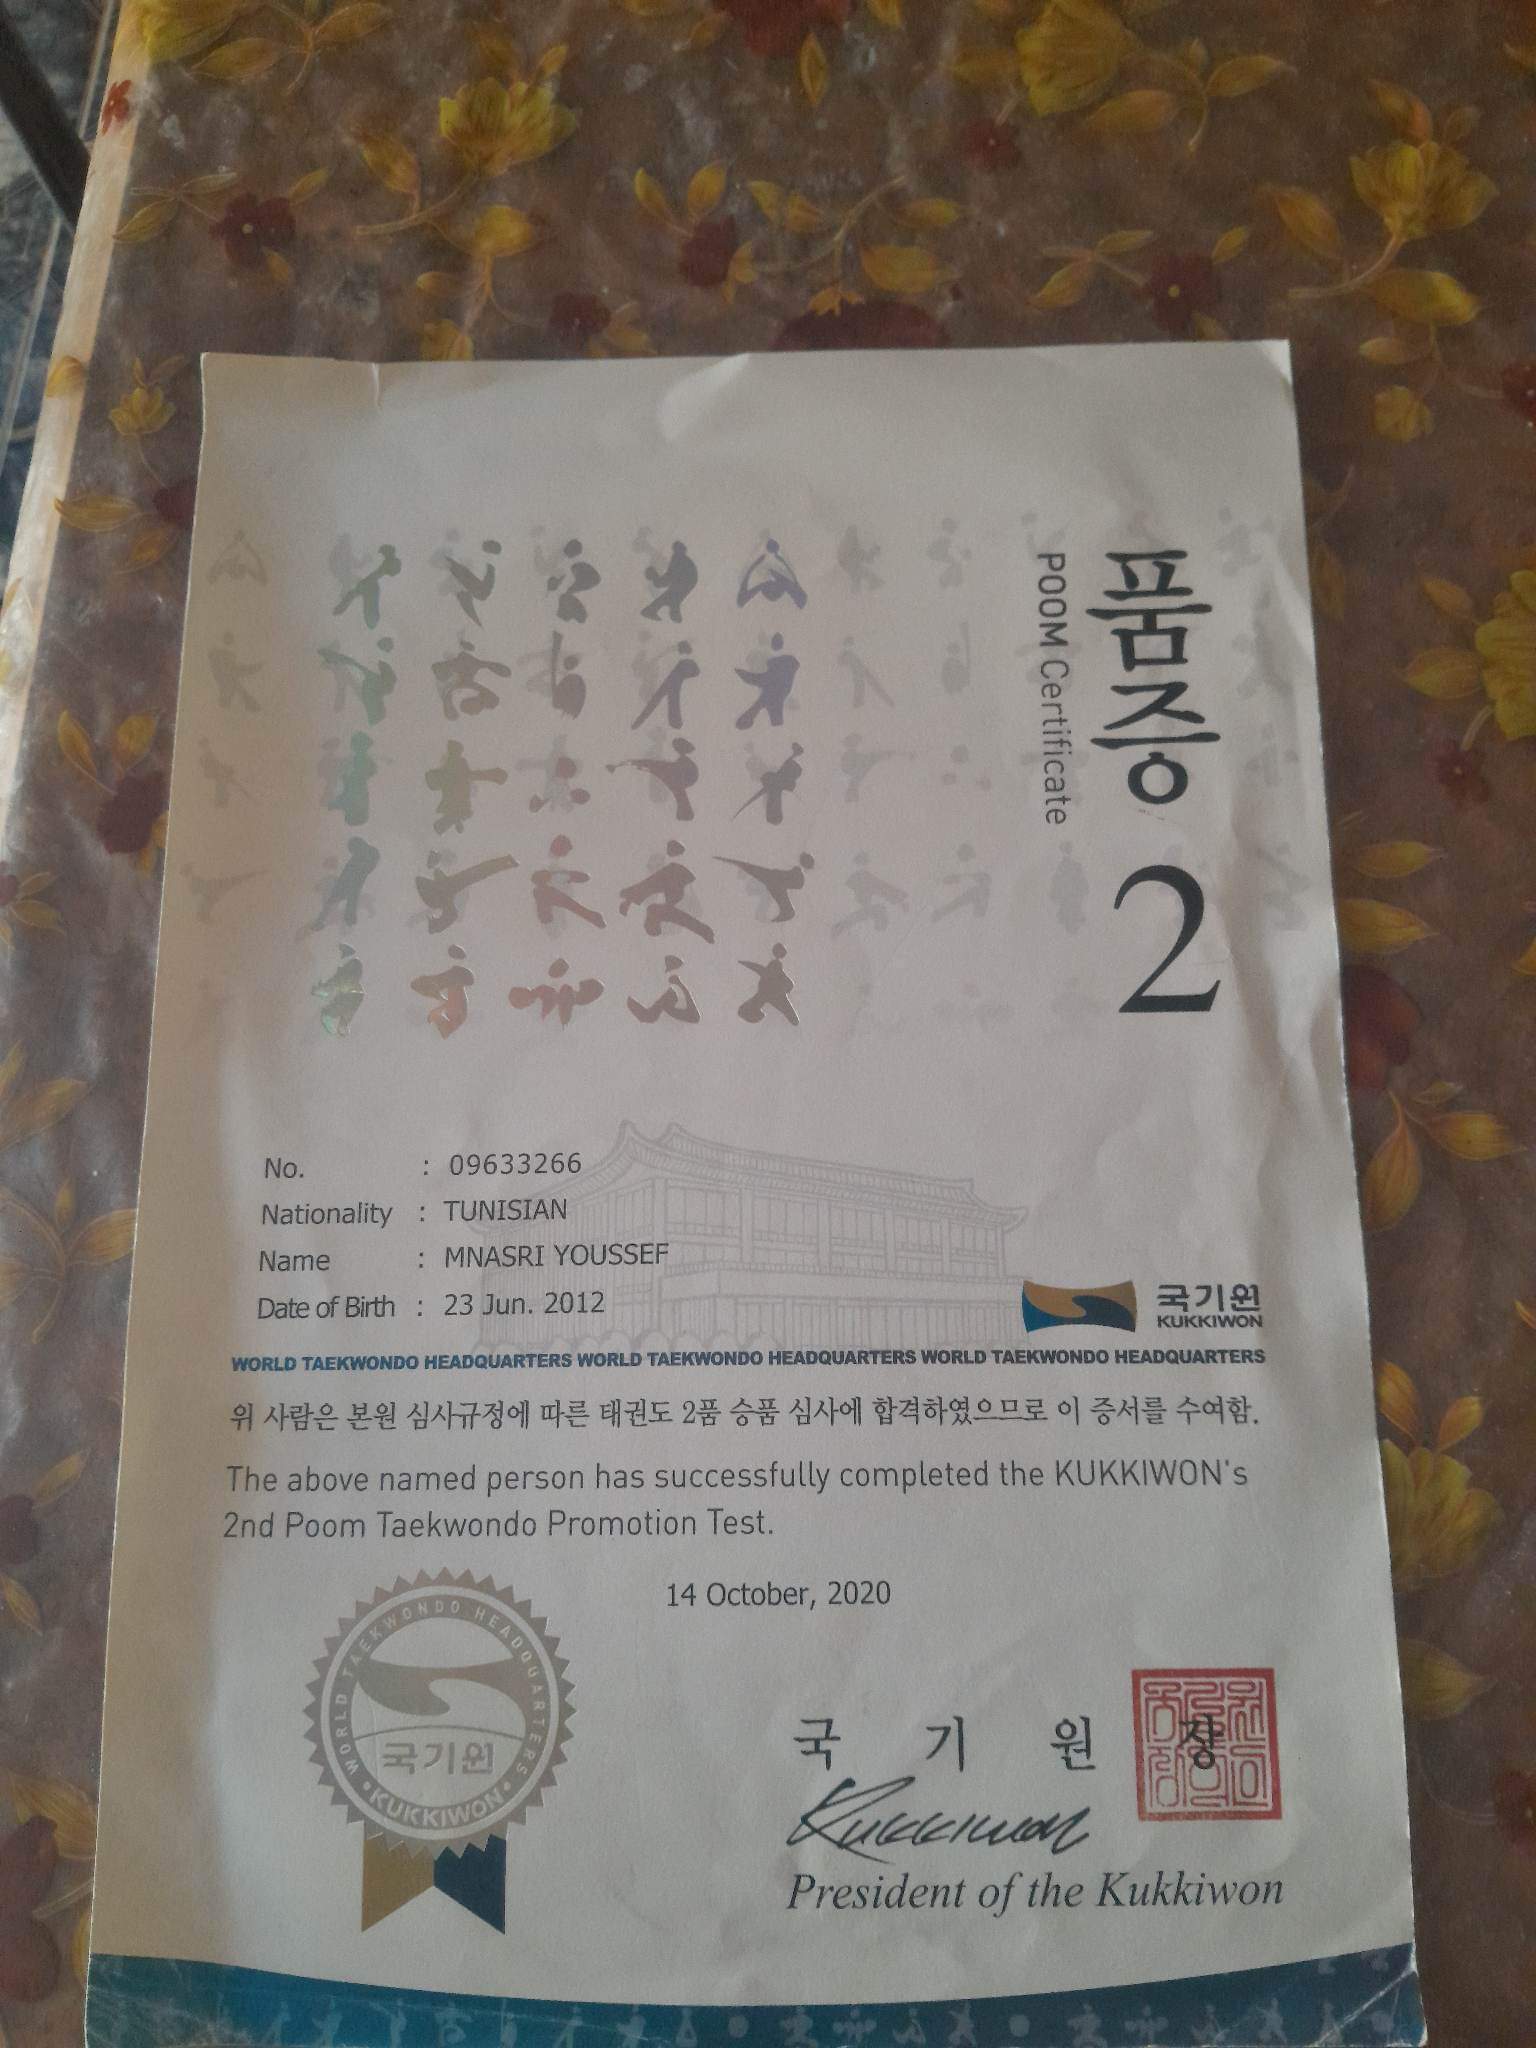 품증 2
POOM Certificate
No. : 09633266
Nationality : TUNISIAN
Name : MNASRI YOUSSEF
Date of Birth : 23 Jun. 2012
국기원
KUKKIWON
WORLD TAEKWONDO HEADQUARTERS WORLD TAEKWONDO HEADQUARTERS WORLD TAEKWONDO HEADQUARTERS
위 사람은 본원 심사규정에 따른 태권도 2품 승품 심사에 합격하였으므로 이 증서를 수여함.
The above named person has successfully completed the KUKKIWON's
2nd Poom Taekwondo Promotion Test.
14 October, 2020
WORLD TAEKWONDO HEADQUARTERS
국기원
KUKKIWON
국 기 원 장
Kukkiwon
President of the Kukkiwon